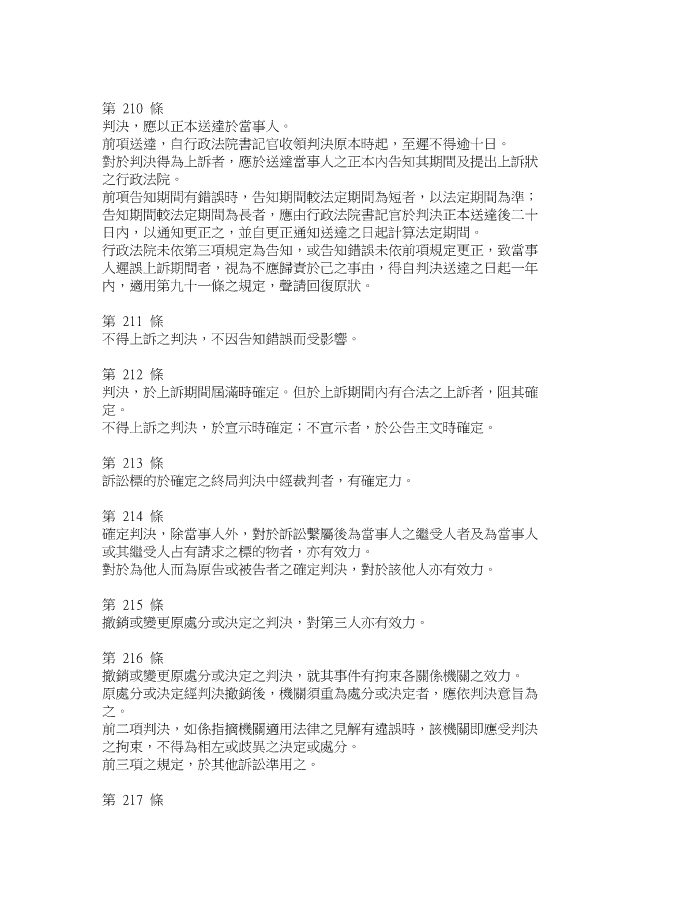 第 210 條
判決，應以正本送達於當事人。
前項送達，自行政法院書記官收領判決原本時起，至遲不得逾十日。
對於判決得為上訴者，應於送達當事人之正本內告知其期間及提出上訴狀
之行政法院。
前項告知期間有錯誤時，告知期間較法定期間為短者，以法定期間為準；
告知期間較法定期間為長者，應由行政法院書記官於判決正本送達後二十
日內，以通知更正之，並自更正通知送達之日起計算法定期間。
行政法院未依第三項規定為告知，或告知錯誤未依前項規定更正，致當事
人遲誤上訴期間者，視為不應歸責於己之事由，得自判決送達之日起一年
內，適用第九十一條之規定，聲請回復原狀。
第 211 條
不得上訴之判決，不因告知錯誤而受影響。
第 212 條
判決，於上訴期間屆滿時確定。但於上訴期間內有合法之上訴者，阻其確
定。
不得上訴之判決，於宣示時確定；不宣示者，於公告主文時確定。
第 213 條
訴訟標的於確定之終局判決中經裁判者，有確定力。
第 214 條
確定判決，除當事人外，對於訴訟繫屬後為當事人之繼受人者及為當事人
或其繼受人占有請求之標的物者，亦有效力。
對於為他人而為原告或被告者之確定判決，對於該他人亦有效力。
第 215 條
撤銷或變更原處分或決定之判決，對第三人亦有效力。
第 216 條
撤銷或變更原處分或決定之判決，就其事件有拘束各關係機關之效力。
原處分或決定經判決撤銷後，機關須重為處分或決定者，應依判決意旨為
之。
前二項判決，如係指摘機關適用法律之見解有違誤時，該機關即應受判決
之拘束，不得為相左或歧異之決定或處分。
前三項之規定，於其他訴訟準用之。
第 217 條